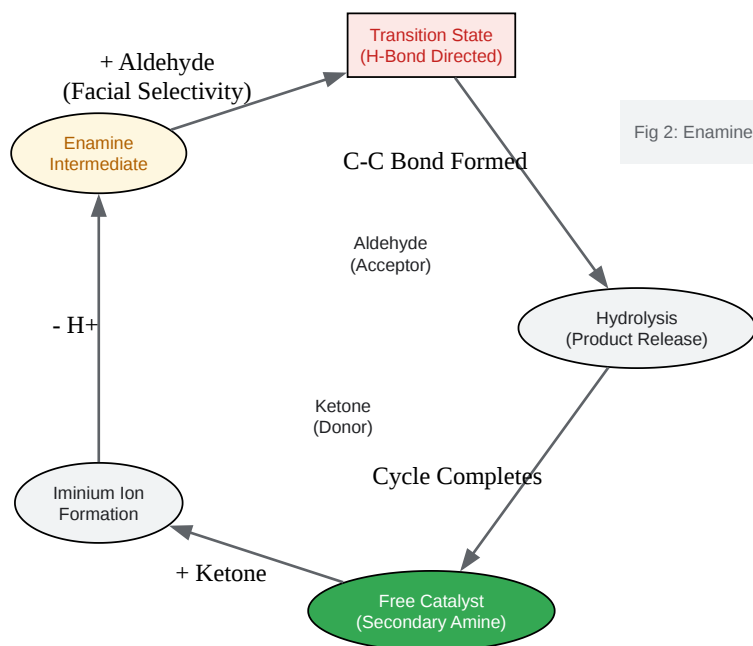 Transition State
(H-Bond Directed)
+ Aldehyde
(Facial Selectivity)
Enamine
Intermediate
Fig 2: Enamine
C-C Bond Formed
Aldehyde
(Acceptor)
Hydrolysis
(Product Release)
- H+
Ketone
(Donor)
Cycle Completes
Iminium Ion
Formation
+ Ketone
Free Catalyst
(Secondary Amine)